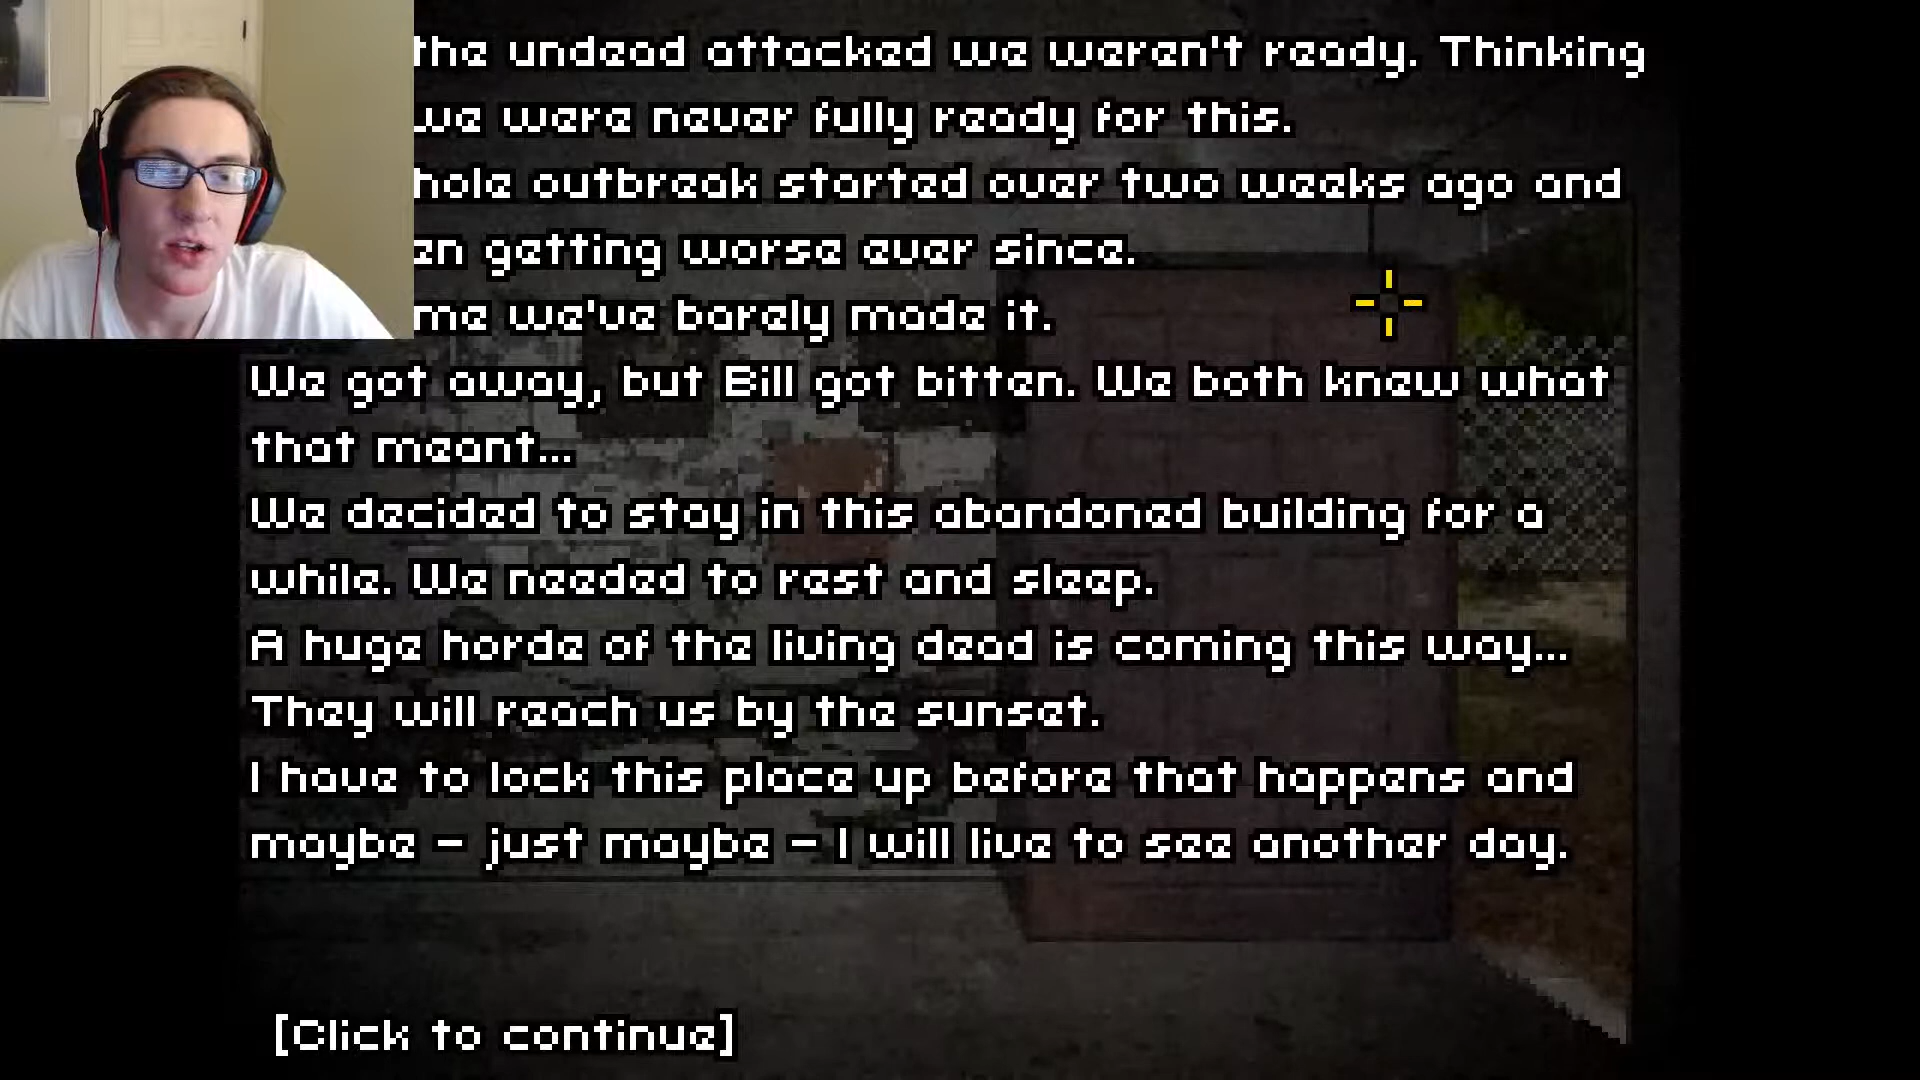 the undead attacked we weren't ready. Thinking
we were never fully ready for this.
hole outbreak started over two weeks ago and
en getting worse ever since.
me we've barely made it.
We got away, but Bill got bitten. We both knew what
that meant...
We decided to stay in this abandoned building for a
while. We needed to rest and sleep.
A huge horde of the living dead is coming this way...
They will reach us by the sunset.
I have to lock this place up before that happens and
maybe – just maybe – I will live to see another day.
[Click to continue]